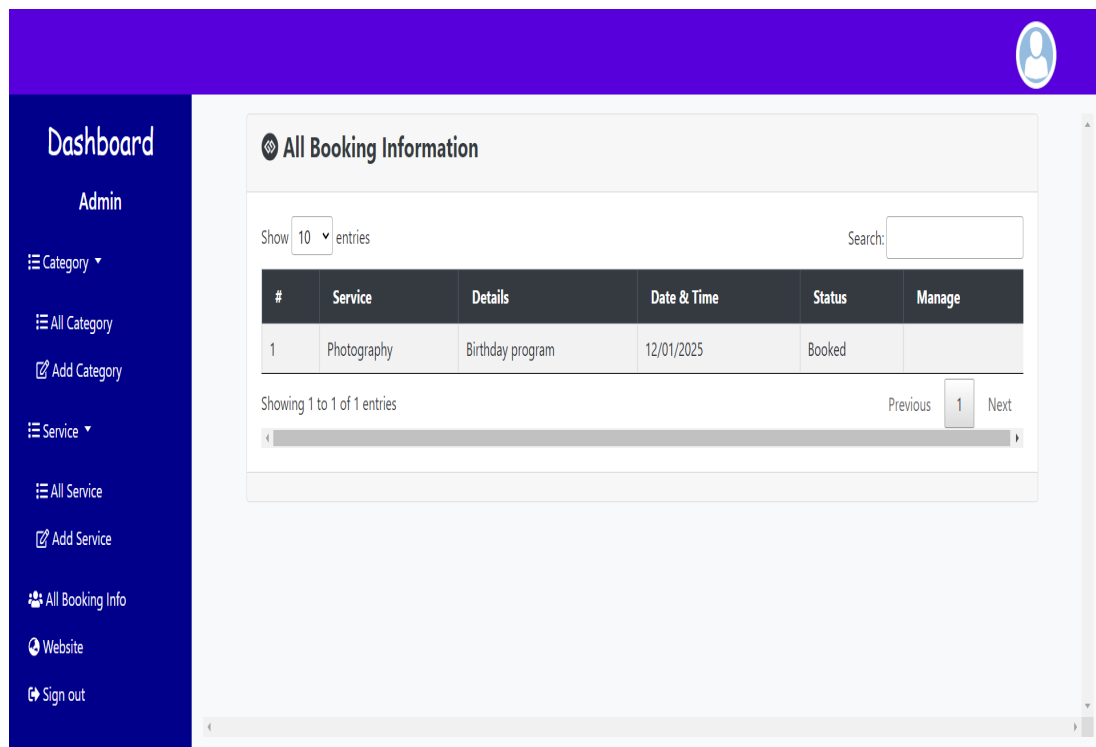 Dashboard
Admin
Category
All Category
Add Category
Service
All Service
Add Service
All Booking Info
Website
Sign out
All Booking Information
Show 10 entries Search:
# Service Details Date & Time Status Manage
1 Photography Birthday program 12/01/2025 Booked
Showing 1 to 1 of 1 entries Previous 1 Next